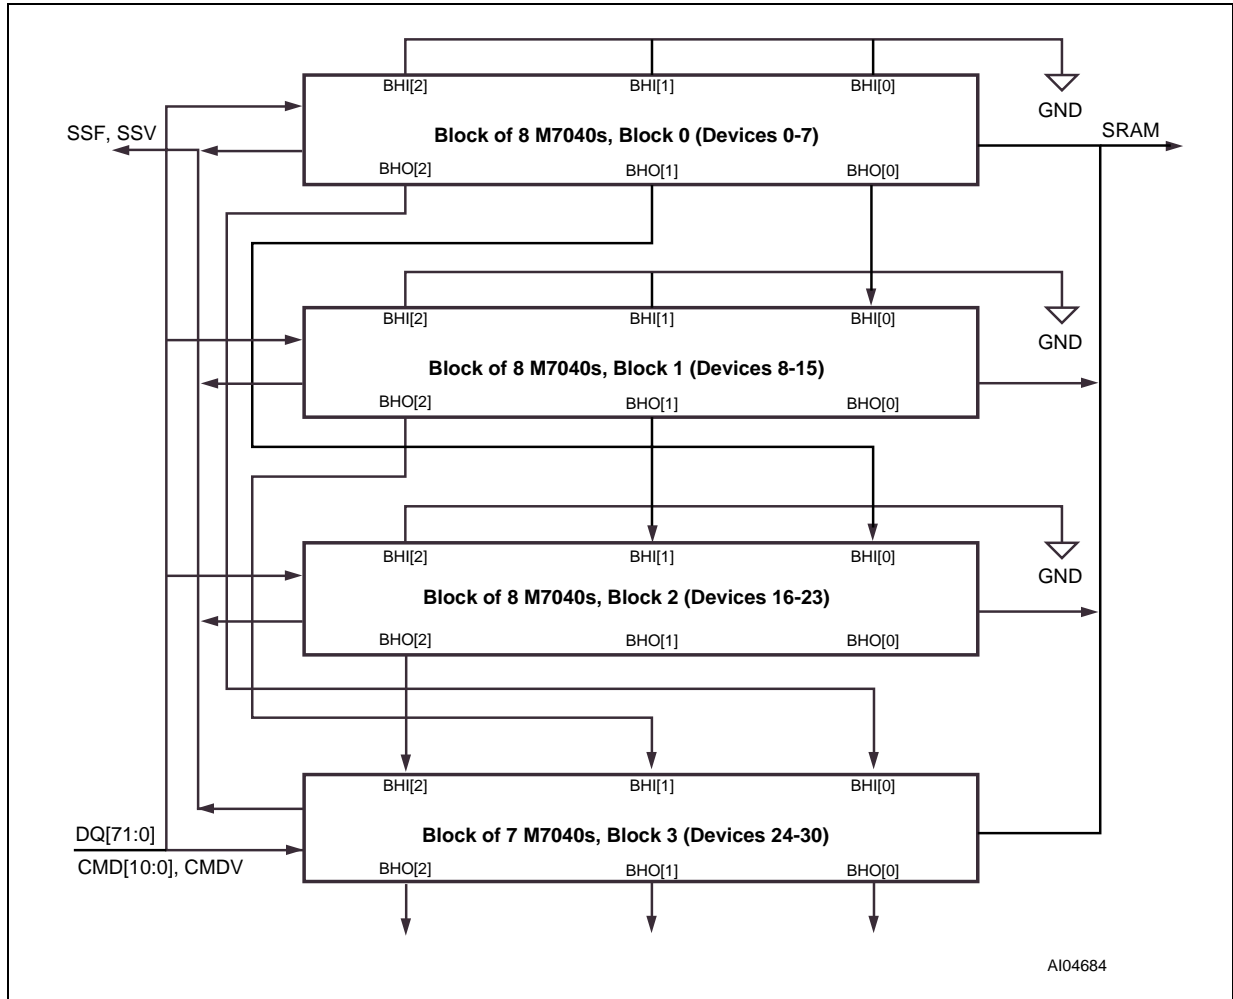 BHI[2] BHI[1] BHI[0]
GND
SSF, SSV
Block of 8 M7040s, Block 0 (Devices 0-7)
SRAM
BHO[2] BHO[1] BHO[0]
BHI[2] BHI[1] BHI[0]
GND
Block of 8 M7040s, Block 1 (Devices 8-15)
BHO[2] BHO[1] BHO[0]
BHI[2] BHI[1] BHI[0]
GND
Block of 8 M7040s, Block 2 (Devices 16-23)
BHO[2] BHO[1] BHO[0]
BHI[2] BHI[1] BHI[0]
DQ[71:0]
Block of 7 M7040s, Block 3 (Devices 24-30)
CMD[10:0], CMDV
BHO[2] BHO[1] BHO[0]
AI04684